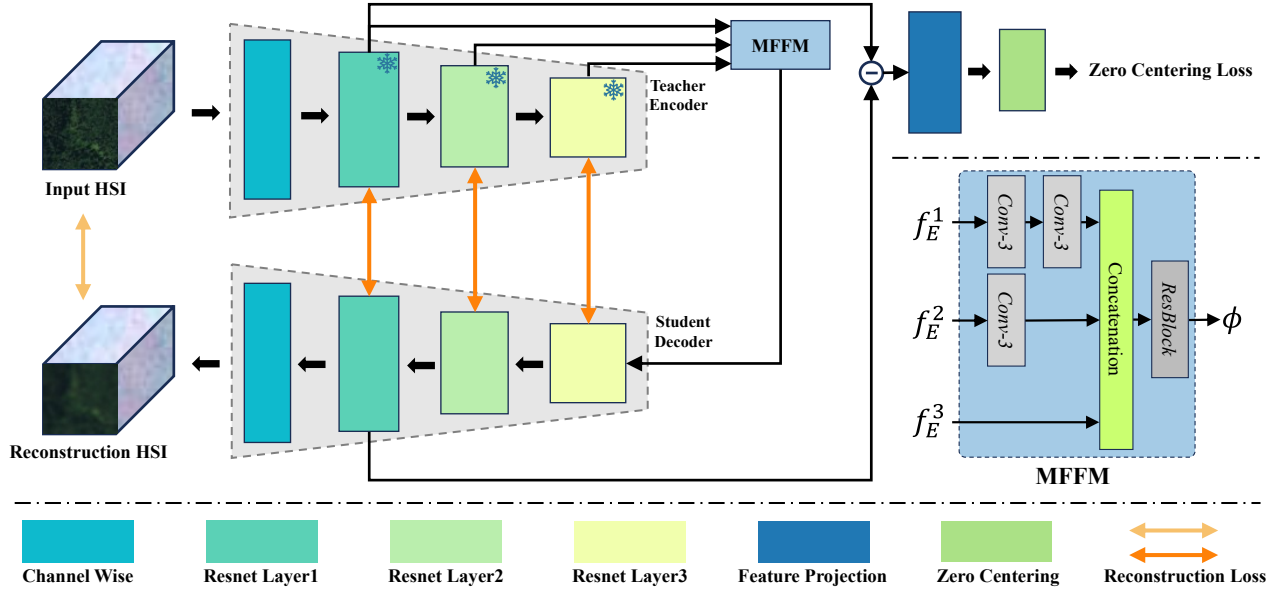 MFFM
Teacher
Encoder
Zero Centering Loss
Input HSI
f_E^1
Conv-3
Conv-3
f_E^2
Conv-3
Concatenation
ResBlock
ϕ
f_E^3
MFFM
Student
Decoder
Reconstruction HSI
Channel Wise
Resnet Layer1
Resnet Layer2
Resnet Layer3
Feature Projection
Zero Centering
Reconstruction Loss